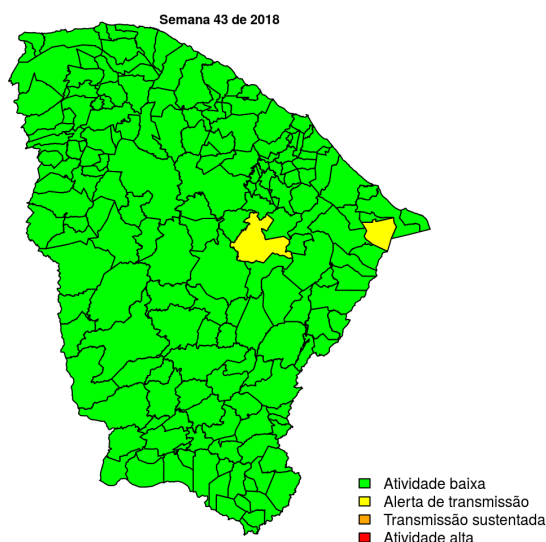 Semana 43 de 2018
Atividade baixa
Alerta de transmissão
Transmissão sustentada
Atividade alta